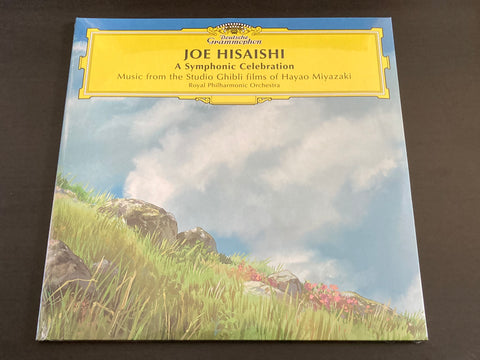 Deutsche
Grammophon
JOE HISAISHI
A Symphonic Celebration
Music from the Studio Ghibli films of Hayao Miyazaki
Royal Philharmonic Orchestra